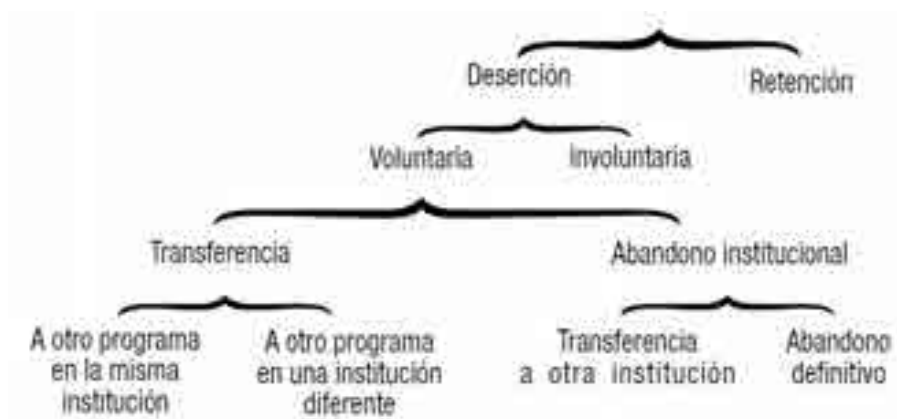 Deserción
Retención
Voluntaria
Involuntaria
Transferencia
Abandono institucional
A otro programa
en la misma
institución
A otro programa
en una institución
diferente
Transferencia
a otra institución
Abandono
definitivo